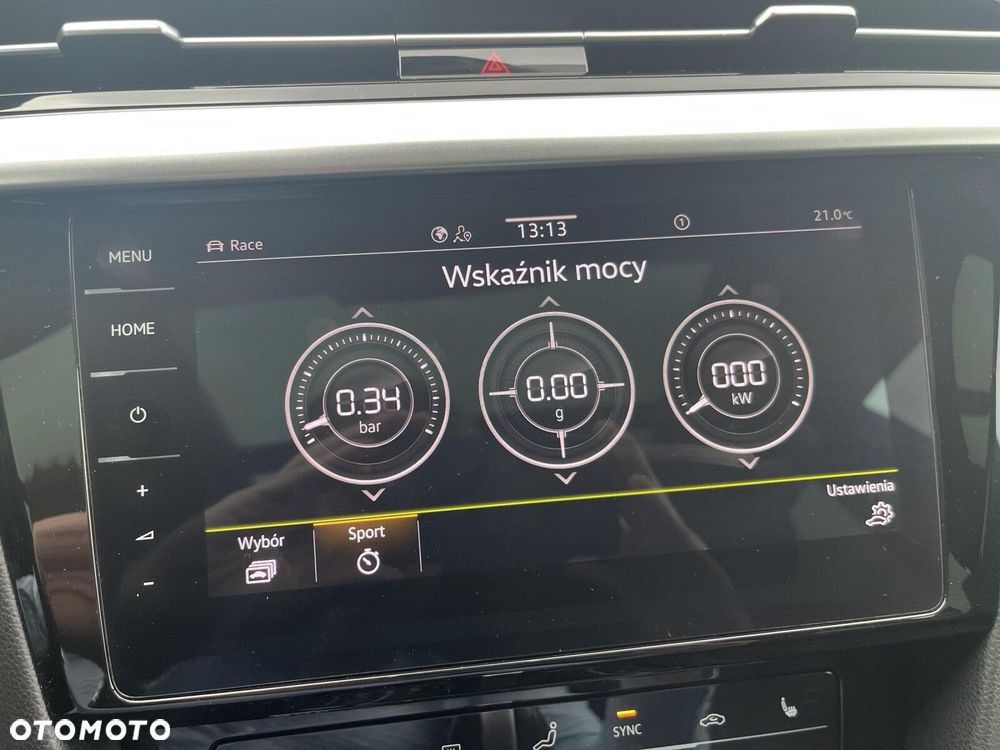 MENU
Race
13:13
1
21.0°C
Wskaźnik mocy
HOME
0.34
bar
0.00
g
000
kW
+
-
Wybór
Sport
Ustawienia
SYNC
OTOMOTO